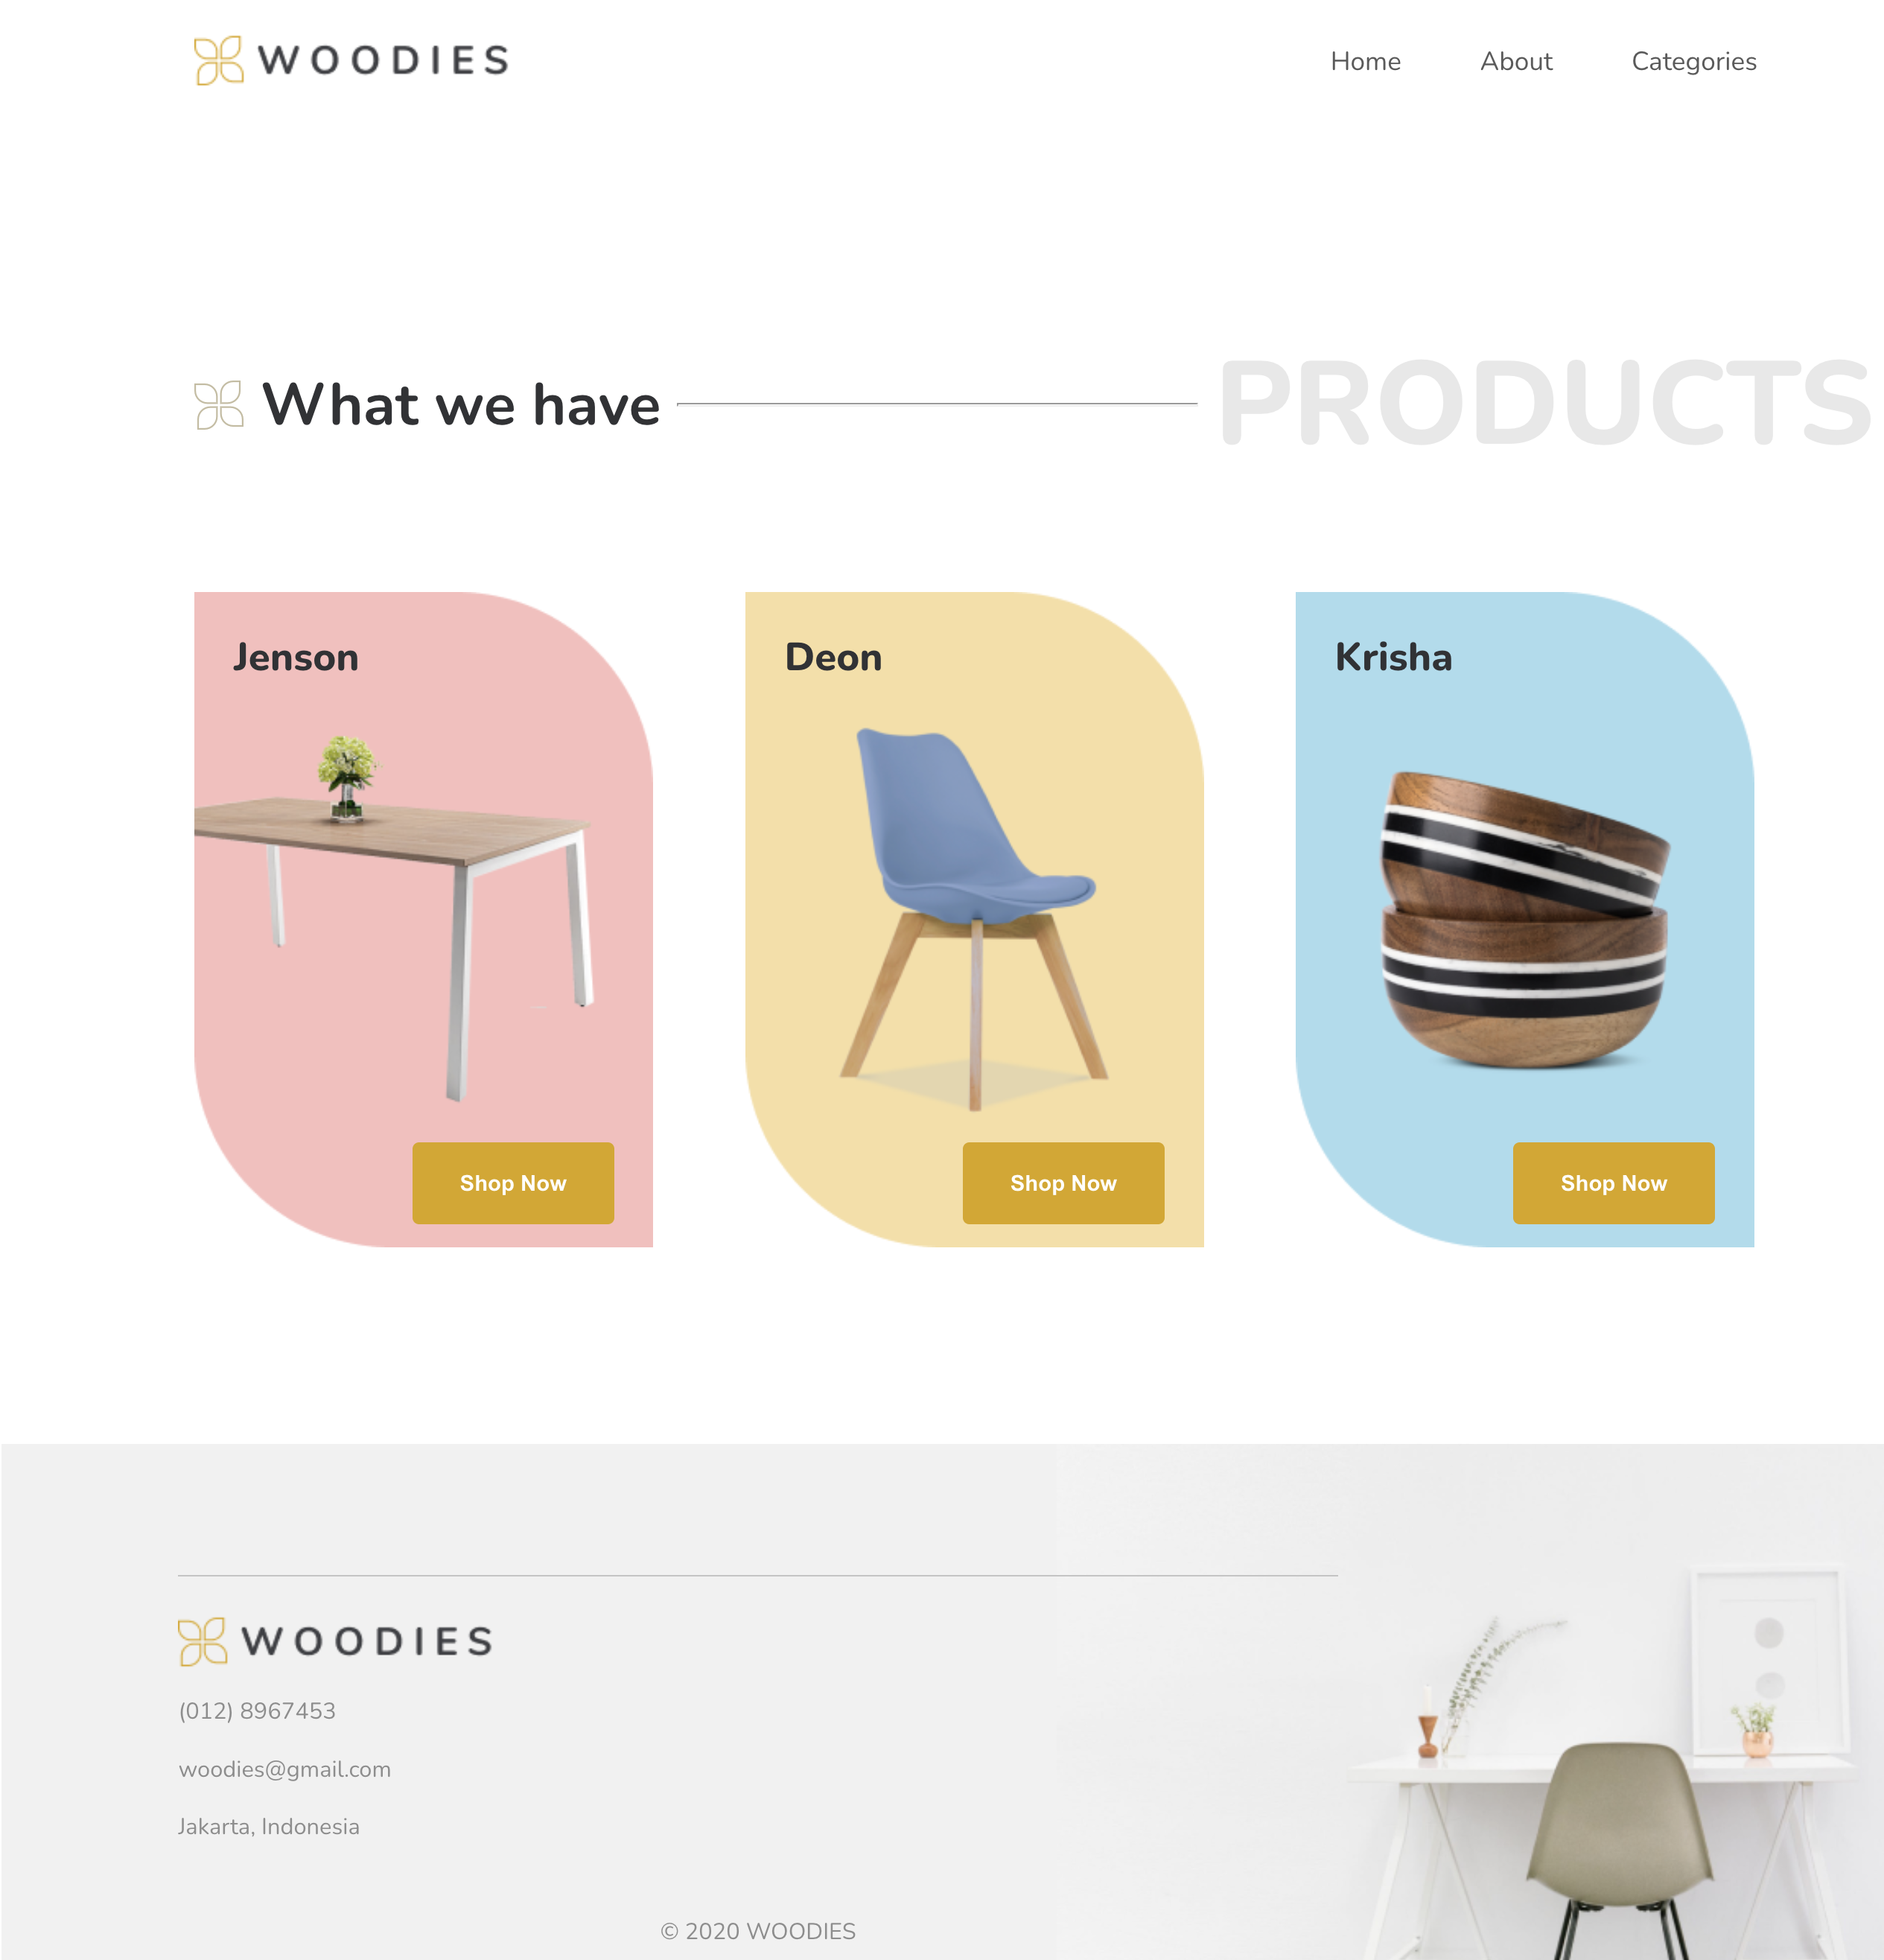 WOODIES
Home About Categories
What we have PRODUCTS
Jenson
Deon
Krisha
Shop Now
Shop Now
Shop Now
WOODIES
(012) 8967453
woodies@gmail.com
Jakarta, Indonesia
© 2020 WOODIES